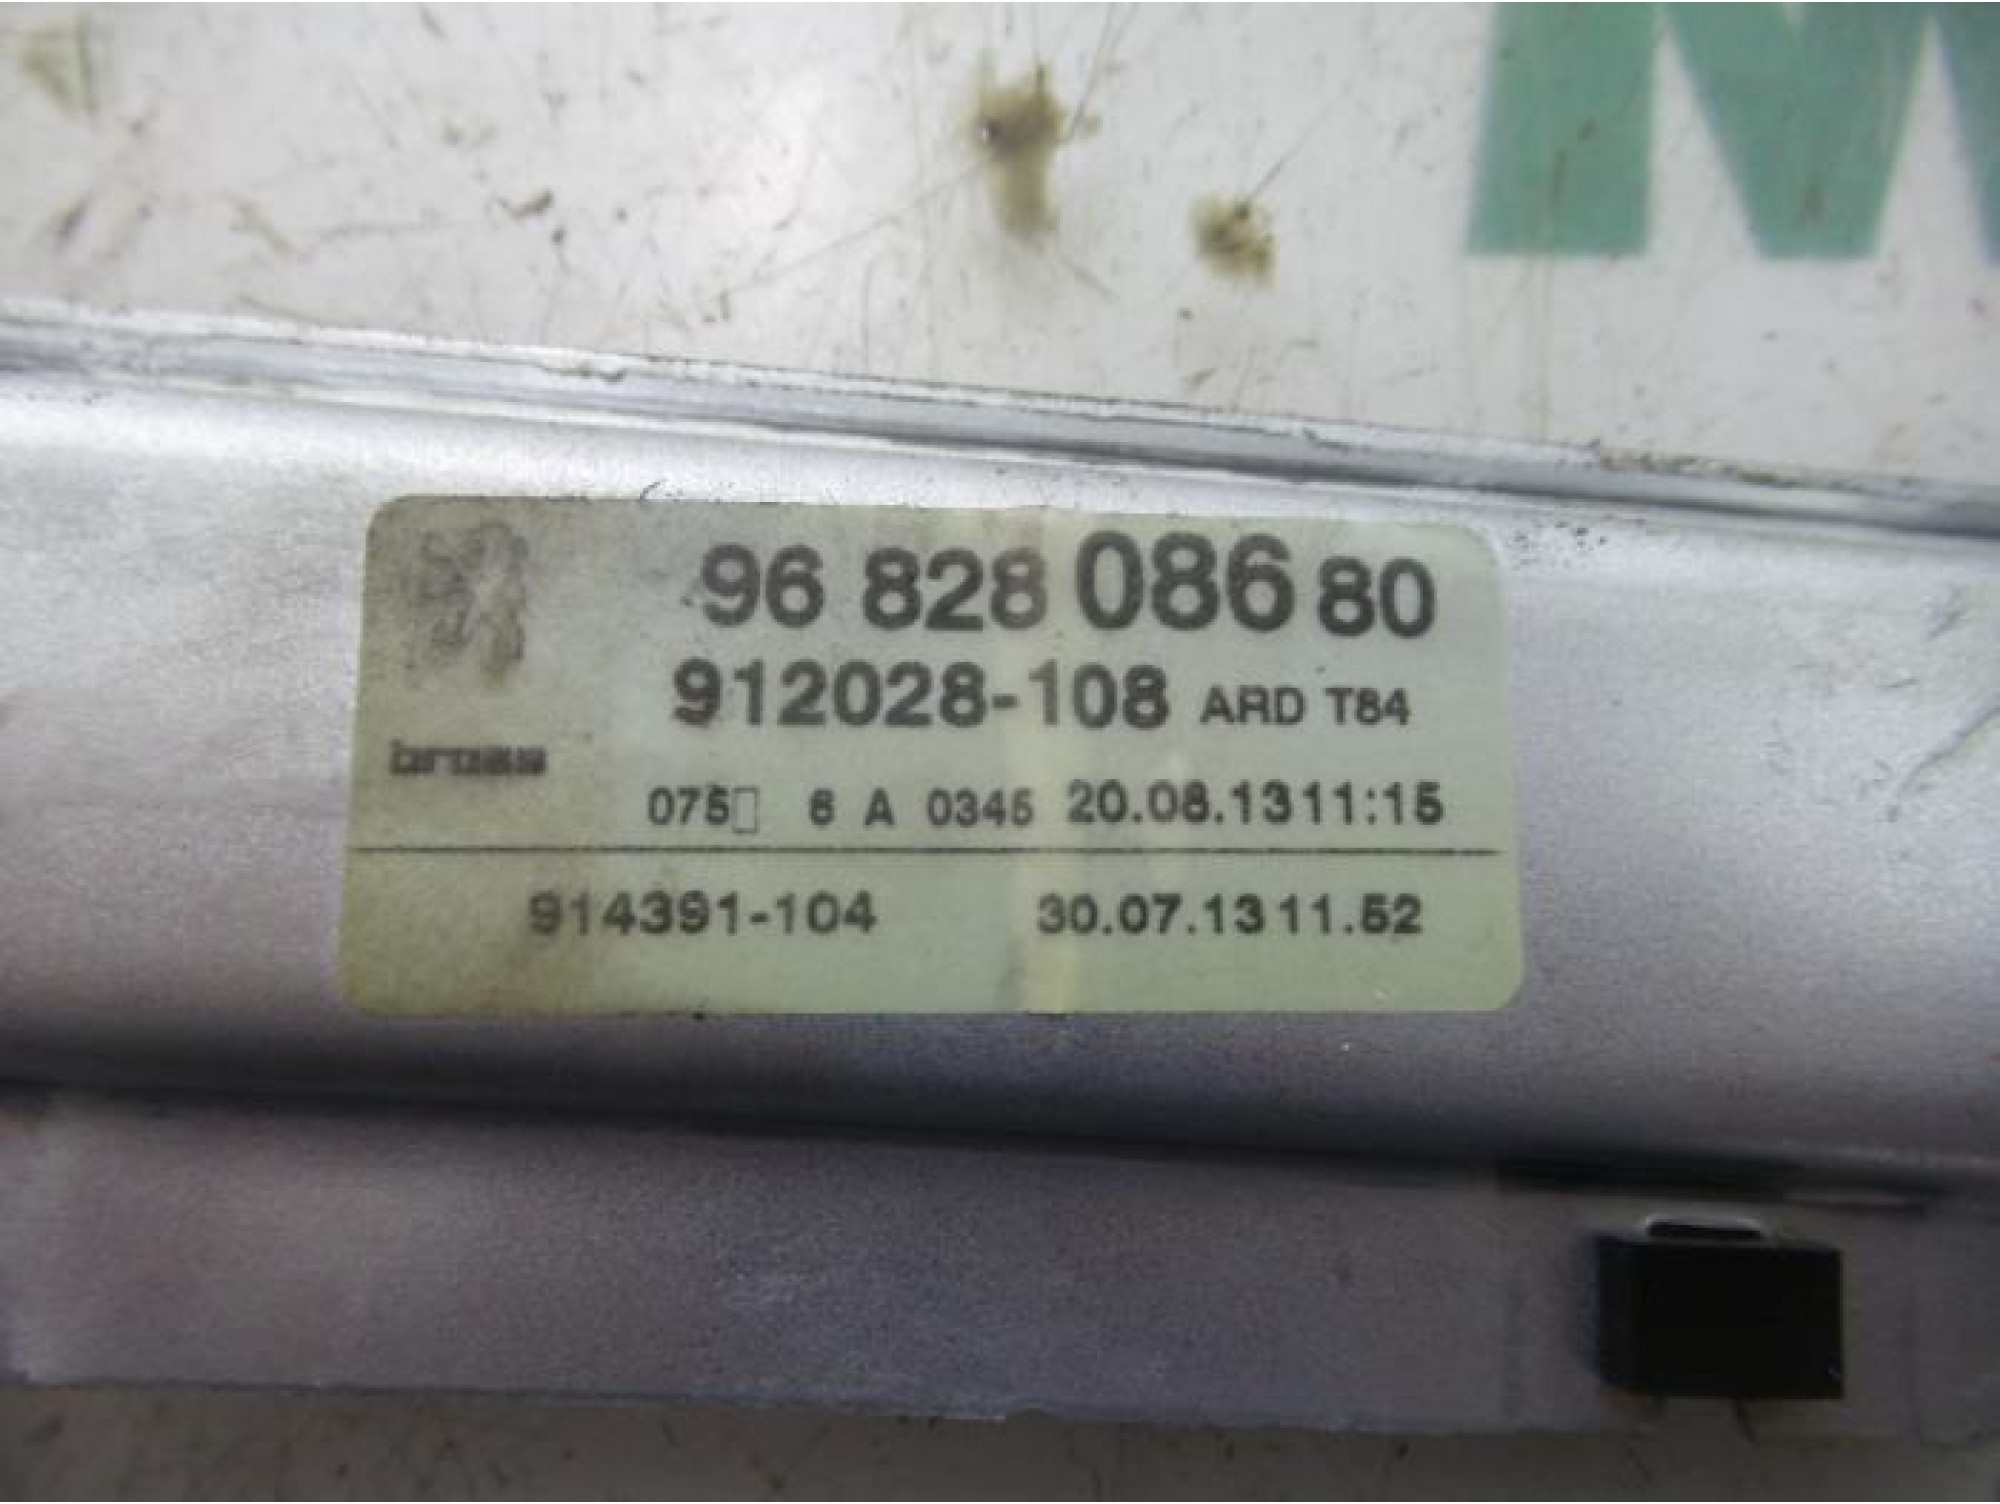 96 828 086 80
912028-108 ARD T84
brose
075▯ 6 A 0345 20.08.13 11:15
914391-104 30.07.13 11.52